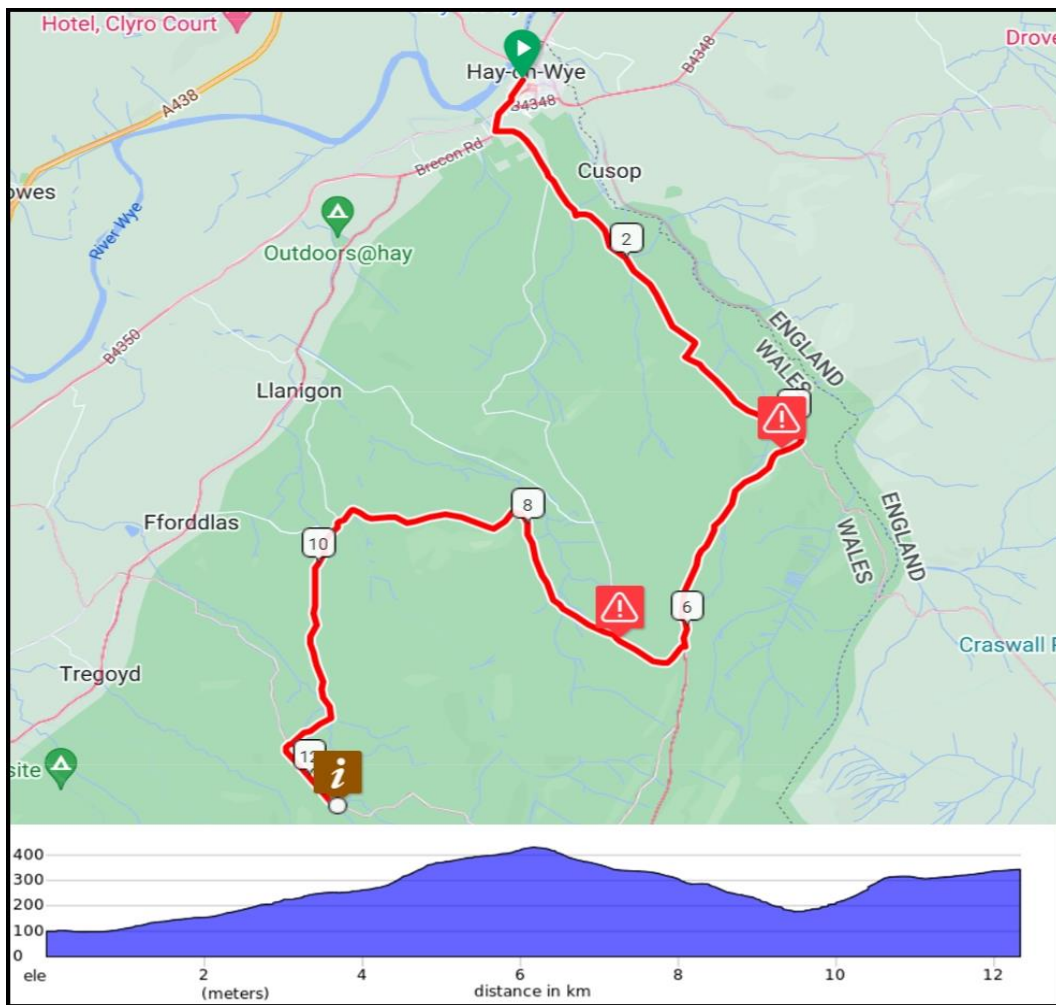 Hotel, Clyro Court
Drove
Hay-on-Wye
B4348
B4348
A438
Brecon Rd
Cusop
owes
River Wye
2
Outdoors@hay
ENGLAND
WALES
B4350
Llanigon
8
ENGLAND
WALES
Fforddlas
10
6
Craswall
Tregoyd
site
12
i
400
300
200
100
0
ele
2
4
6
8
10
12
(meters)
distance in km